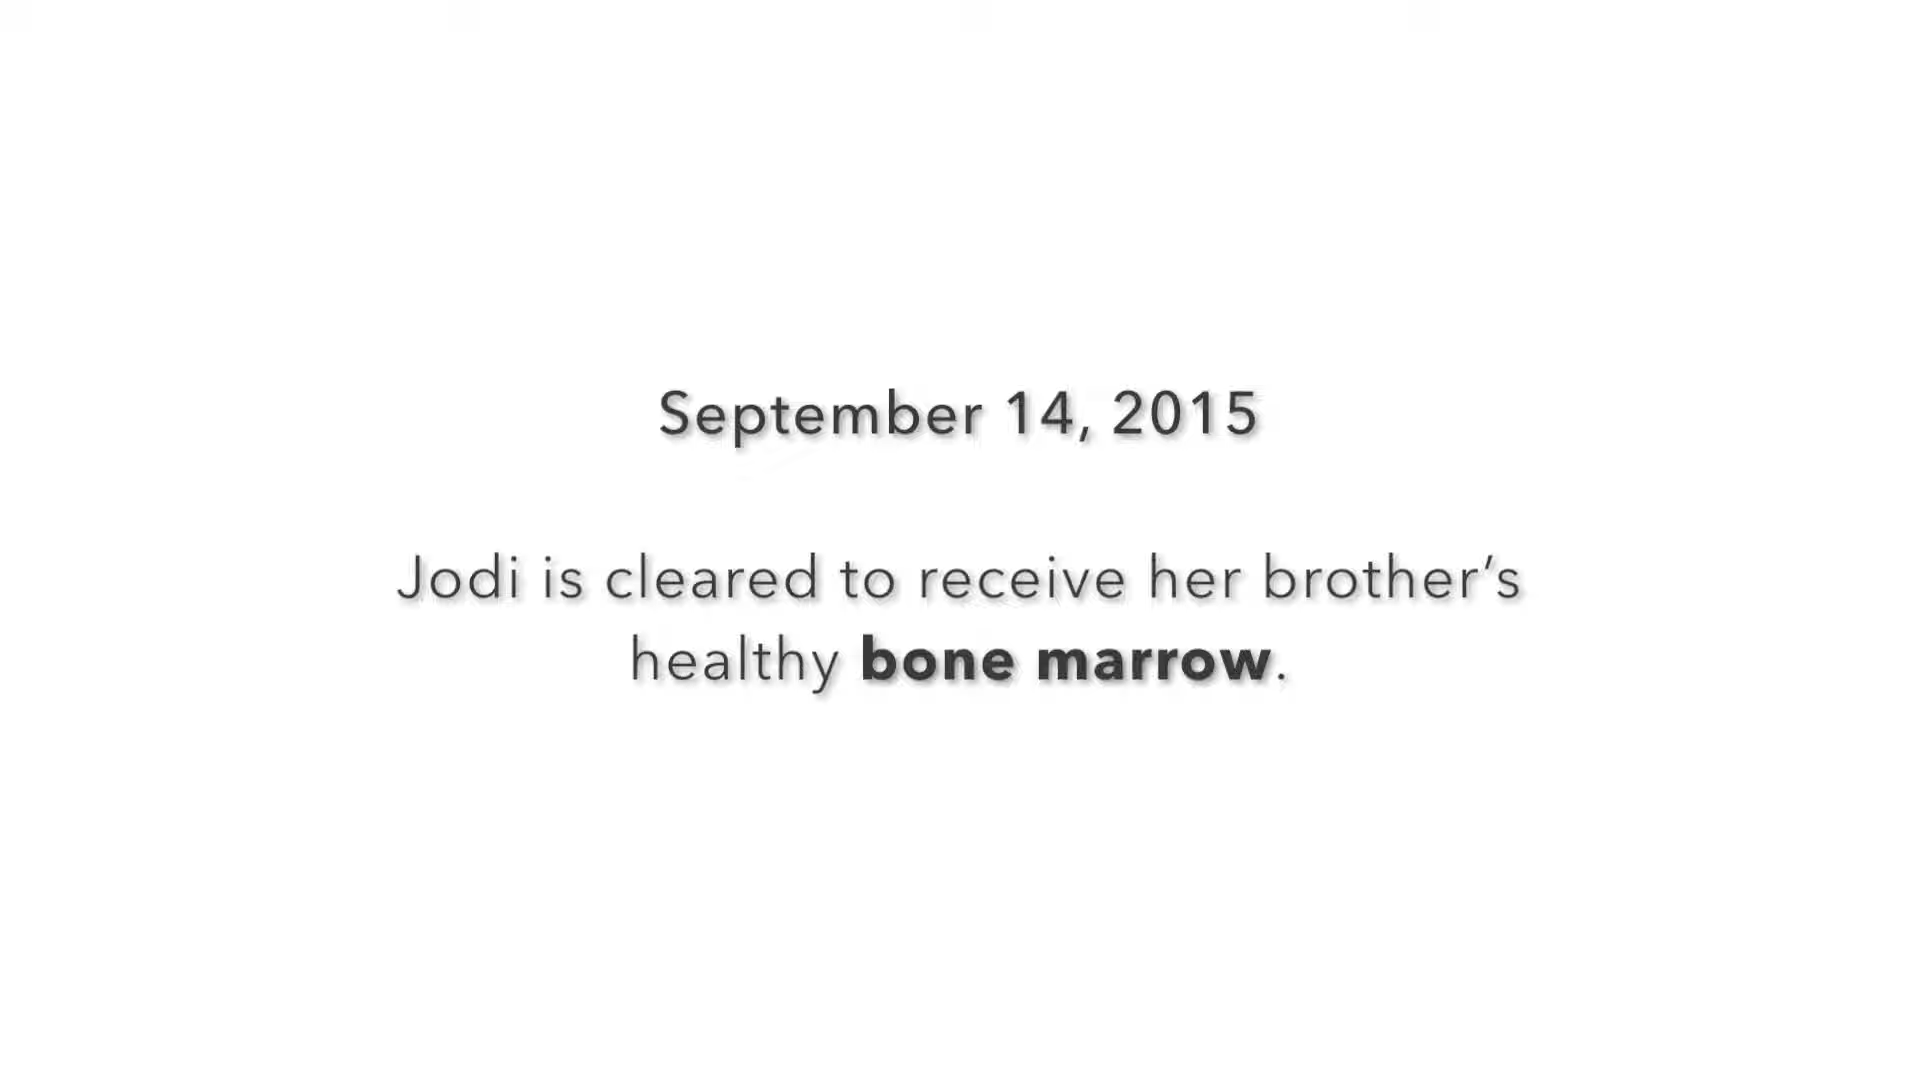 September 14, 2015
Jodi is cleared to receive her brother’s
healthy bone marrow.